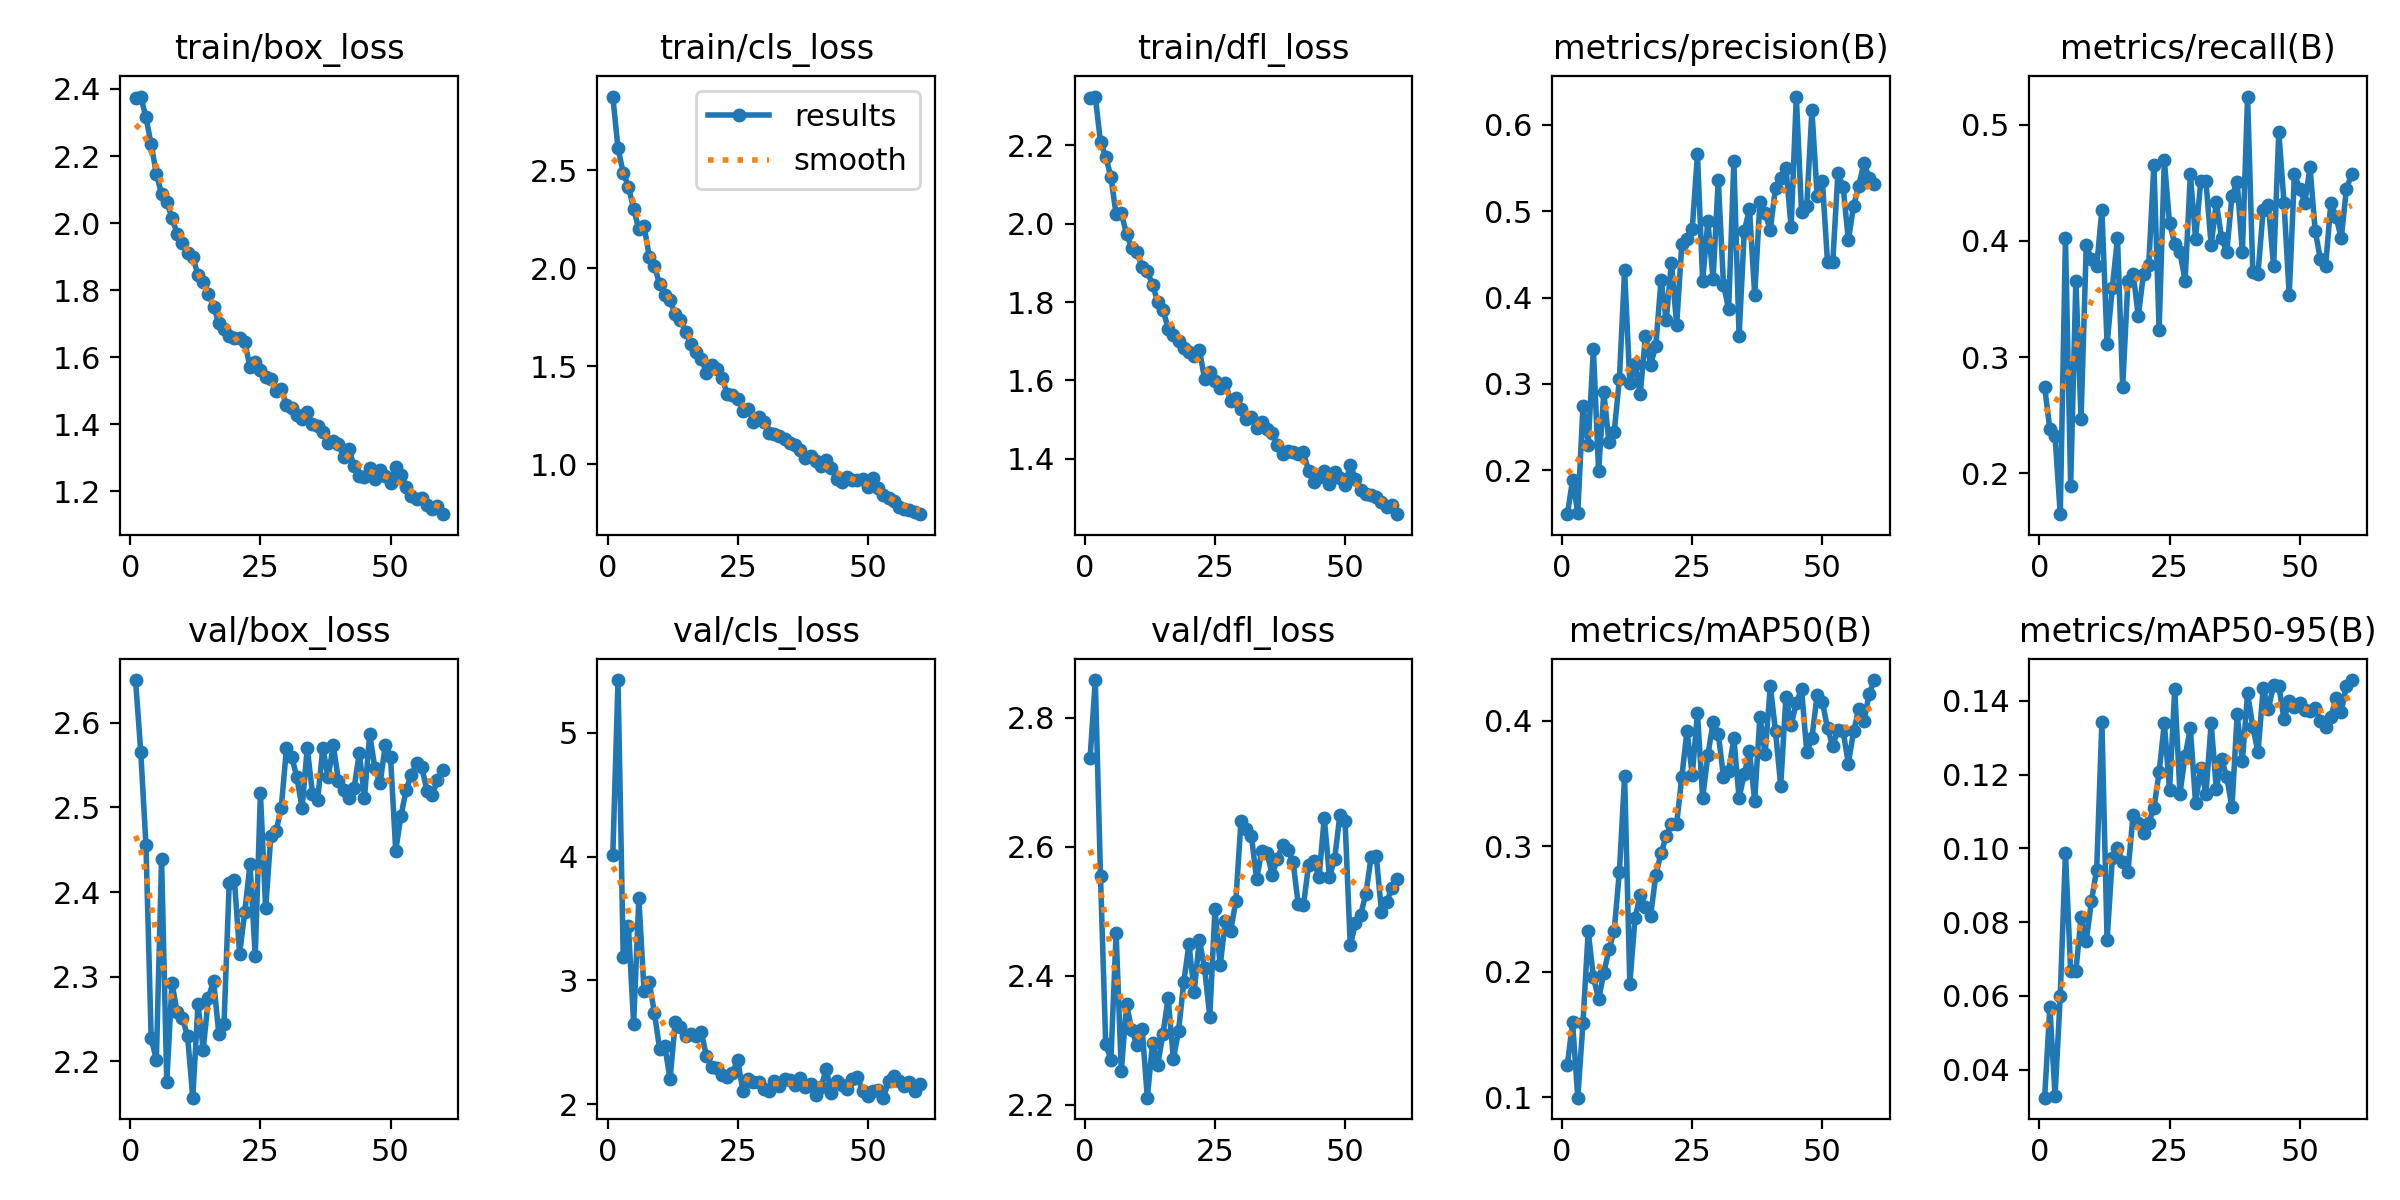 train/box_loss
2.4
2.2
2.0
1.8
1.6
1.4
1.2
0 25 50
train/cls_loss
results
smooth
2.5
2.0
1.5
1.0
0 25 50
train/dfl_loss
2.2
2.0
1.8
1.6
1.4
0 25 50
metrics/precision(B)
0.6
0.5
0.4
0.3
0.2
0 25 50
metrics/recall(B)
0.5
0.4
0.3
0.2
0 25 50
val/box_loss
2.6
2.5
2.4
2.3
2.2
0 25 50
val/cls_loss
5
4
3
2
0 25 50
val/dfl_loss
2.8
2.6
2.4
2.2
0 25 50
metrics/mAP50(B)
0.4
0.3
0.2
0.1
0 25 50
metrics/mAP50-95(B)
0.14
0.12
0.10
0.08
0.06
0.04
0 25 50